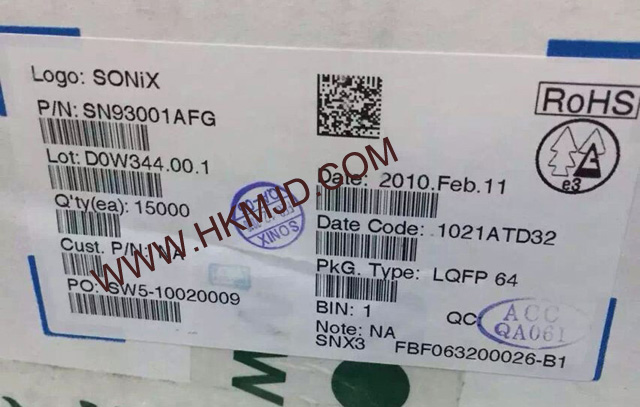 Logo: SONiX
P/N: SN93001AFG
Lot: D0W344.00.1
Q'ty(ea): 15000
Cust. P/N: NA
PO: SW5-10020009
RoHS
e3
Date: 2010.Feb.11
Date Code: 1021ATD32
PkG. Type: LQFP 64
BIN: 1
QC
ACC
QA061
Note: NA
SNX3 FBF063200026-B1
SONIX
WWW.HKMJD.COM
W